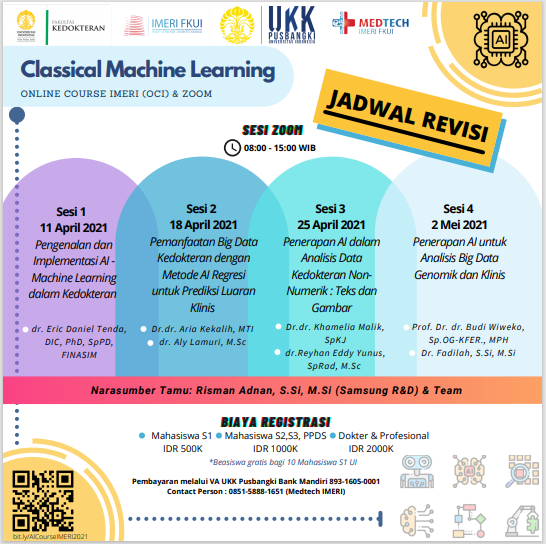 FAKULTAS
KEDOKTERAN
IMERI FKUI
UKK
PUSBANGKI
UNIVERSITAS INDONESIA
MEDTECH
IMERI FKUI
Classical Machine Learning
ONLINE COURSE IMERI (OCI) & ZOOM
AI
JADWAL REVISI
SESI ZOOM
08:00 - 15:00 WIB
Sesi 1
11 April 2021
Pengenalan dan
Implementasi AI -
Machine Learning
dalam Kedokteran
dr. Eric Daniel Tenda,
DIC, PhD, SpPD,
FINASIM
Sesi 2
18 April 2021
Pemanfaatan Big Data
Kedokteran dengan
Metode AI Regresi
untuk Prediksi Luaran
Klinis
Dr.dr. Aria Kekalih, MTI
dr. Aly Lamuri, M.Sc
Sesi 3
25 April 2021
Penerapan AI dalam
Analisis Data
Kedokteran Non-
Numerik : Teks dan
Gambar
Dr.dr. Khamelia Malik,
SpKJ
dr.Reyhan Eddy Yunus,
SpRad, M.Sc
Sesi 4
2 Mei 2021
Penerapan AI untuk
Analisis Big Data
Genomik dan Klinis
Prof. Dr. dr. Budi Wiweko,
Sp.OG-KFER., MPH
Dr. Fadilah, S.Si, M.Si
Narasumber Tamu: Risman Adnan, S.Si, M.Si (Samsung R&D) & Team
BIAYA REGISTRASI
Mahasiswa S1
IDR 500K
Mahasiswa S2,S3, PPDS
IDR 1000K
Dokter & Profesional
IDR 2000K
*Beasiswa gratis bagi 10 Mahasiswa S1 UI
Pembayaran melalui VA UKK Pusbangki Bank Mandiri 893-1605-0001
Contact Person : 0851-5888-1651 (Medtech IMERI)
bit.ly/AICourseIMERI2021